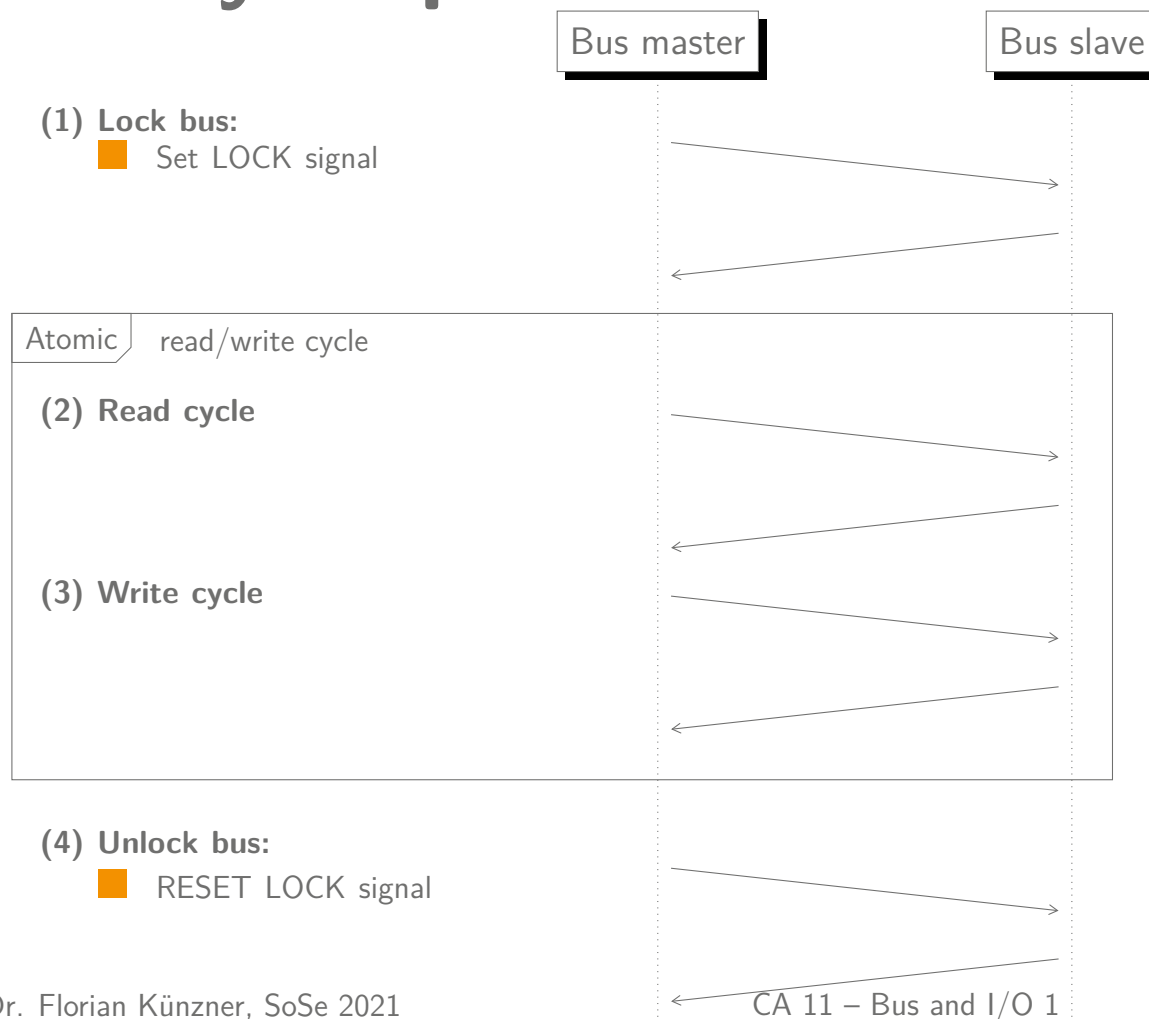 Bus master
Bus slave
(1) Lock bus:
Set LOCK signal
Atomic read/write cycle
(2) Read cycle
(3) Write cycle
(4) Unlock bus:
RESET LOCK signal
Florian Künzner, SoSe 2021
CA 11 – Bus and I/O 1